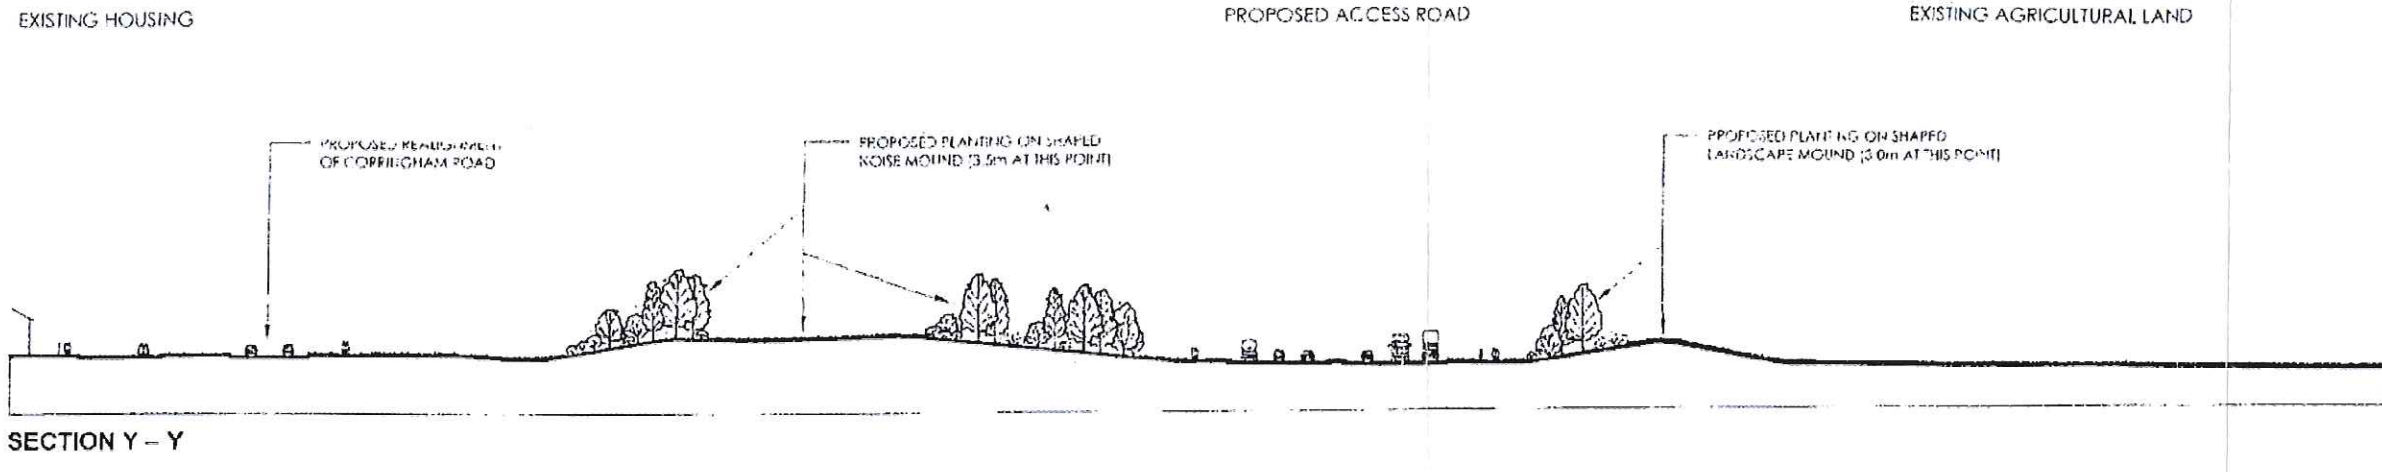 EXISTING HOUSING
PROPOSED ACCESS ROAD
EXISTING AGRICULTURAL LAND
PROPOSED REALIGNMENT
OF CORRINGHAM ROAD
PROPOSED PLANTING ON SHAPED
NOISE MOUND (3.5m AT THIS POINT)
PROPOSED PLANTING ON SHAPED
LANDSCAPE MOUND (3.0m AT THIS POINT)
SECTION Y – Y